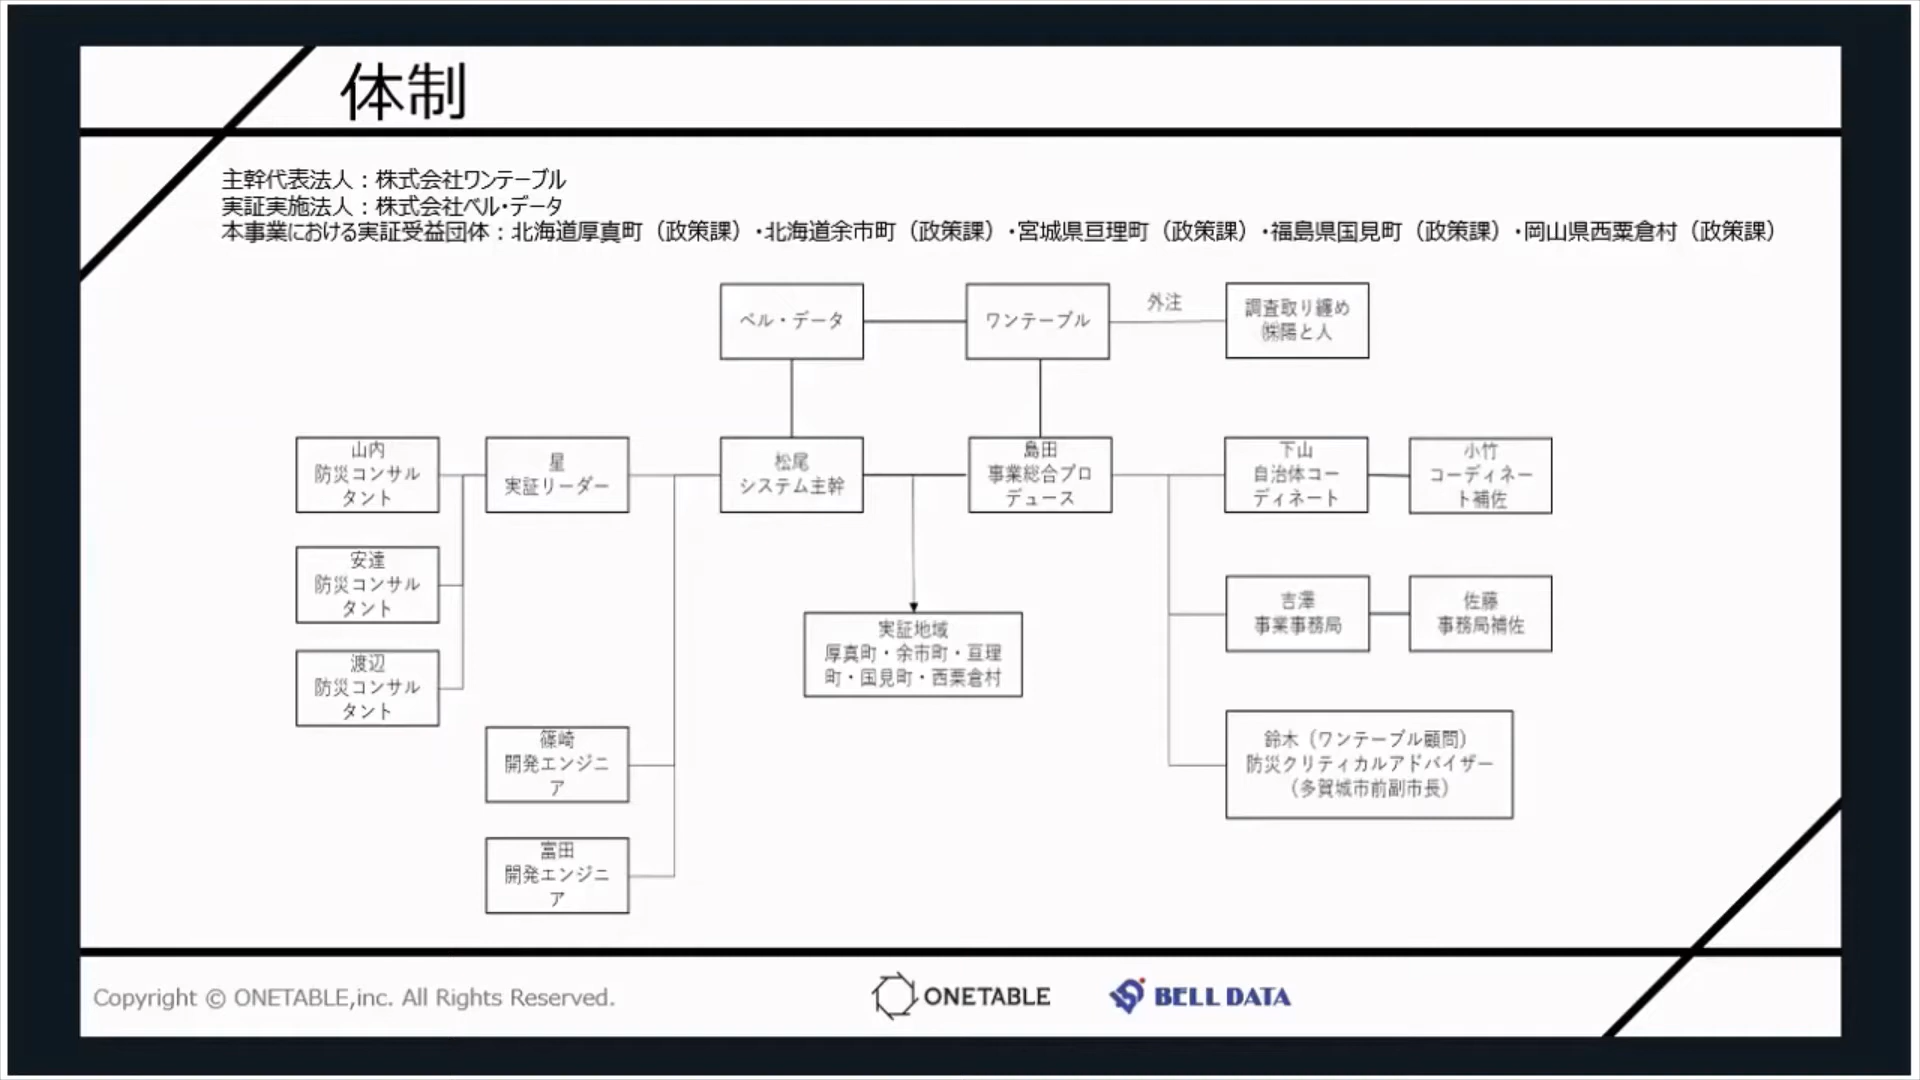 体制
主幹代表法人：株式会社ワンテーブル
実証実施法人：株式会社ベル・データ
本事業における実証受益団体：北海道厚真町（政策課）・北海道余市町（政策課）・宮城県亘理町（政策課）・福島県国見町（政策課）・岡山県西粟倉村（政策課）
ベル・データ
ワンテーブル
外注
調査取り纏め
㈱陽と人
山内
防災コンサル
タント
星
実証リーダー
松尾
システム主幹
島田
事業総合プロ
デュース
下山
自治体コー
ディネート
小竹
コーディネー
ト補佐
安達
防災コンサル
タント
吉澤
事業事務局
佐藤
事務局補佐
実証地域
厚真町・余市町・亘理
町・国見町・西粟倉村
渡辺
防災コンサル
タント
篠崎
開発エンジニ
ア
鈴木（ワンテーブル顧問）
防災クリティカルアドバイザー
（多賀城市前副市長）
富田
開発エンジニ
ア
Copyright © ONETABLE,inc. All Rights Reserved.
ONETABLE
BELL DATA